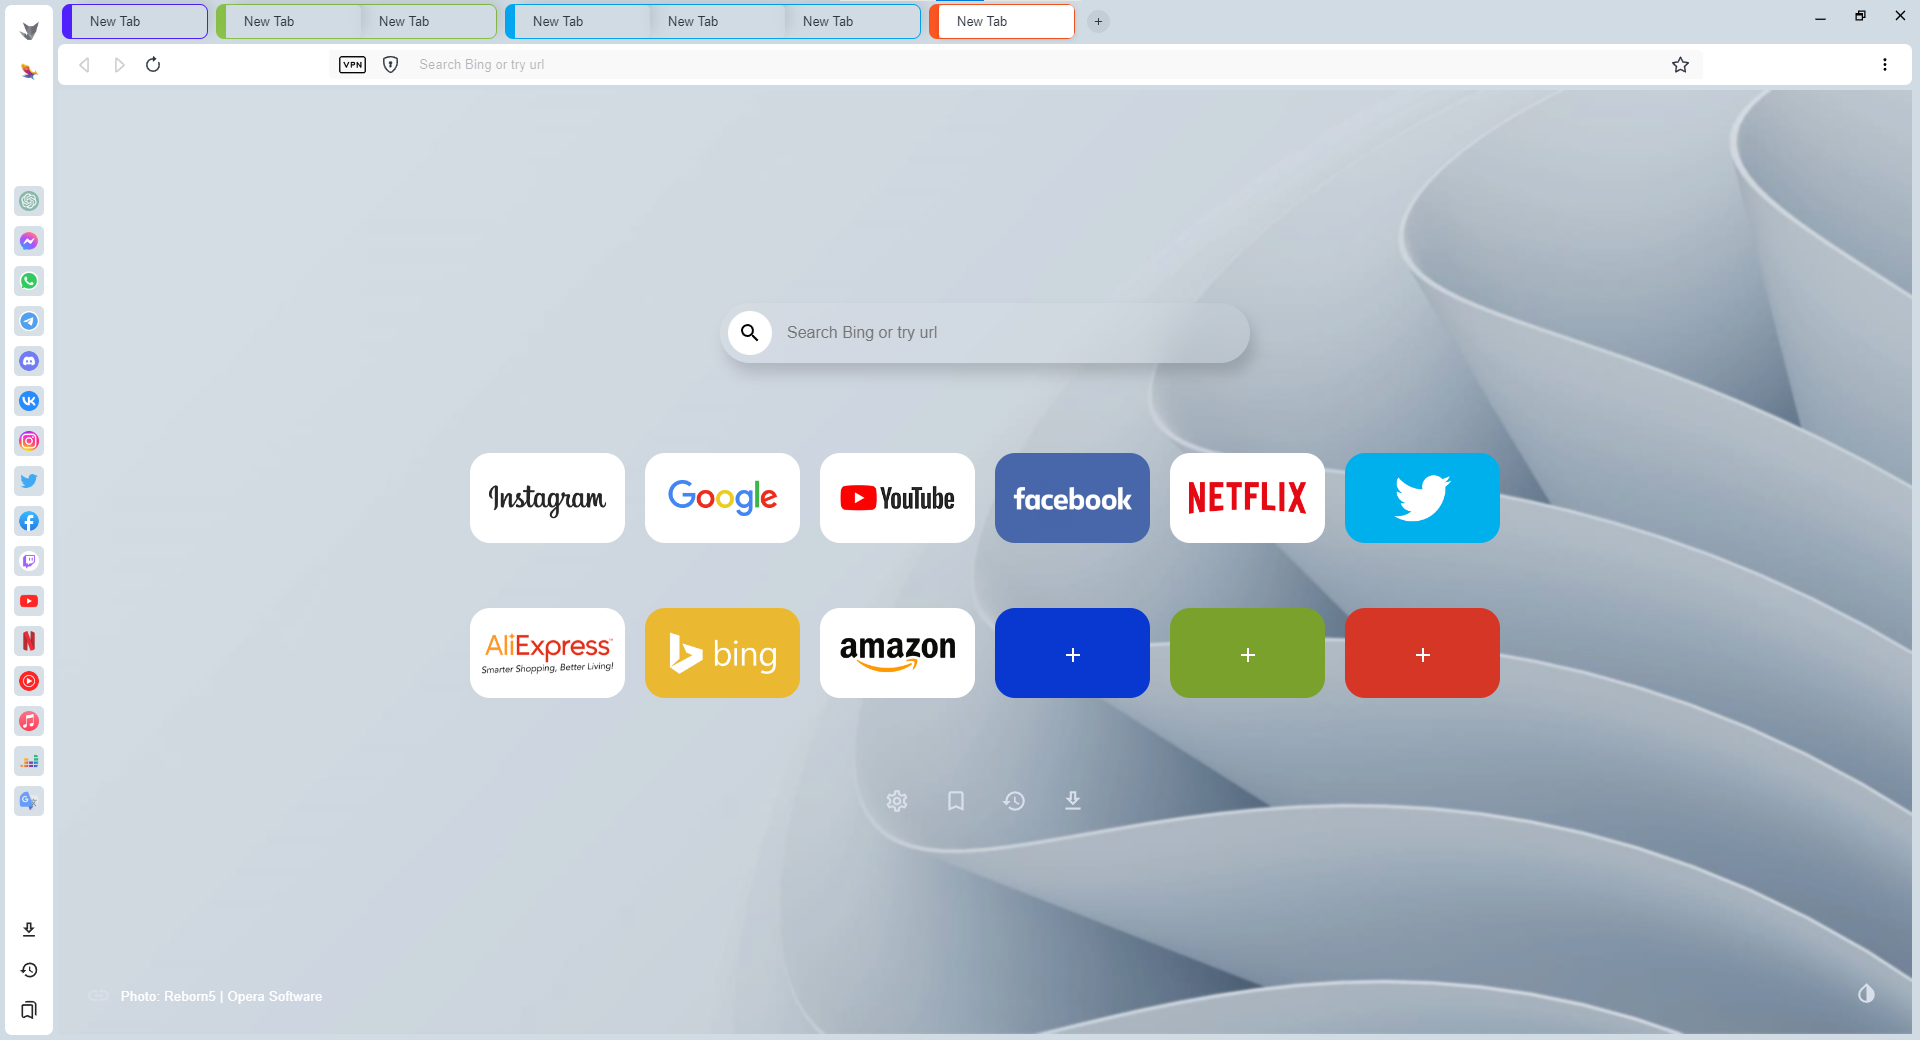 New Tab
New Tab
New Tab
New Tab
New Tab
New Tab
New Tab
VPN
Search Bing or try url
Search Bing or try url
Instagram
Google
YouTube
facebook
NETFLIX
AliExpress
Smarter Shopping, Better Living!
bing
amazon
Photo: Reborn5 | Opera Software